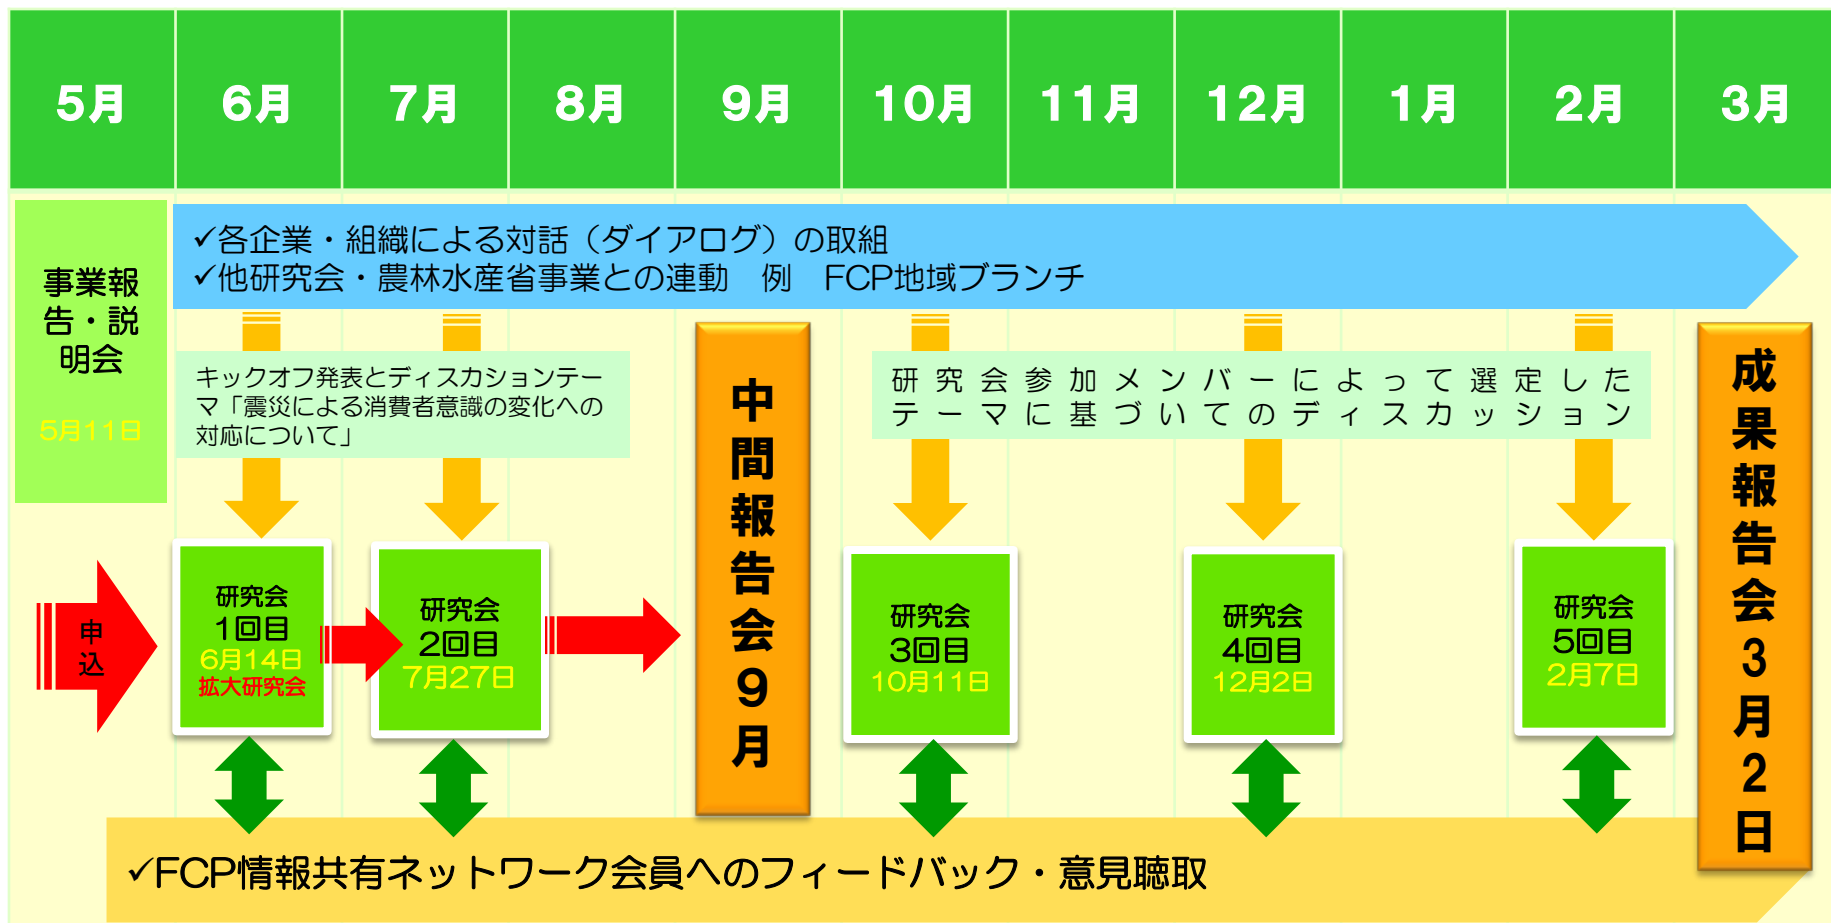 5月 6月 7月 8月 9月 10月 11月 12月 1月 2月 3月
事業報
告・説
明会
5月11日
✓各企業・組織による対話（ダイアログ）の取組
✓他研究会・農林水産省事業との連動　例　FCP地域ブランチ
キックオフ発表とディスカションテー
マ「震災による消費者意識の変化への
対応について」
中間報告会9月
研究会参加メンバーによって選定した
テーマに基づいてのディスカッション
成果報告会3月2日
申
込
研究会
1回目
6月14日
拡大研究会
研究会
2回目
7月27日
研究会
3回目
10月11日
研究会
4回目
12月2日
研究会
5回目
2月7日
✓FCP情報共有ネットワーク会員へのフィードバック・意見聴取